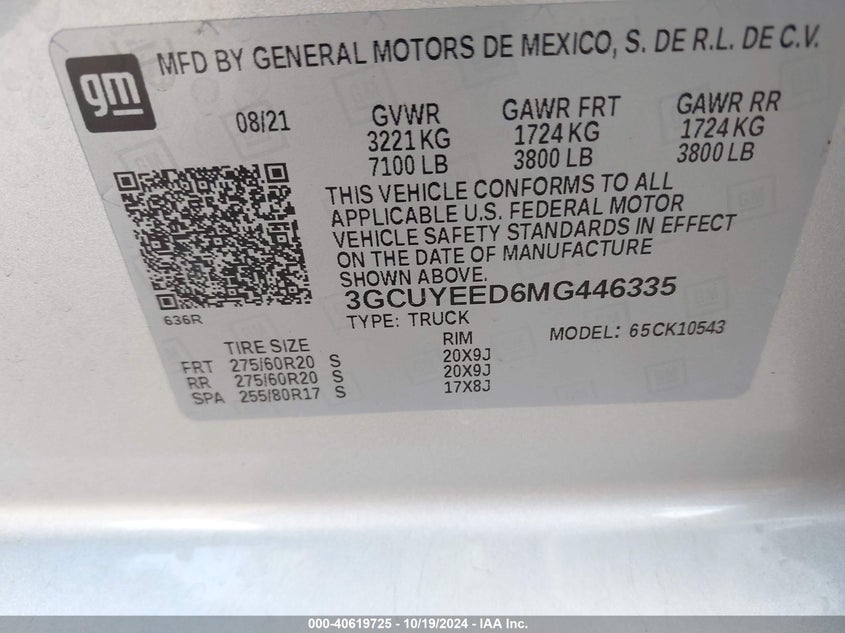 gm
MFD BY GENERAL MOTORS DE MEXICO, S. DE R.L. DE C.V.
08/21 GVWR GAWR FRT GAWR RR
3221 KG 1724 KG 1724 KG
7100 LB 3800 LB 3800 LB
THIS VEHICLE CONFORMS TO ALL
APPLICABLE U.S. FEDERAL MOTOR
VEHICLE SAFETY STANDARDS IN EFFECT
ON THE DATE OF MANUFACTURE
SHOWN ABOVE.
3GCUYEED6MG446335
636R
TYPE: TRUCK MODEL: 65CK10543
TIRE SIZE RIM
FRT 275/60R20 S 20X9J
RR 275/60R20 S 20X9J
SPA 255/80R17 S 17X8J
000-40619725 - 10/19/2024 - IAA Inc.